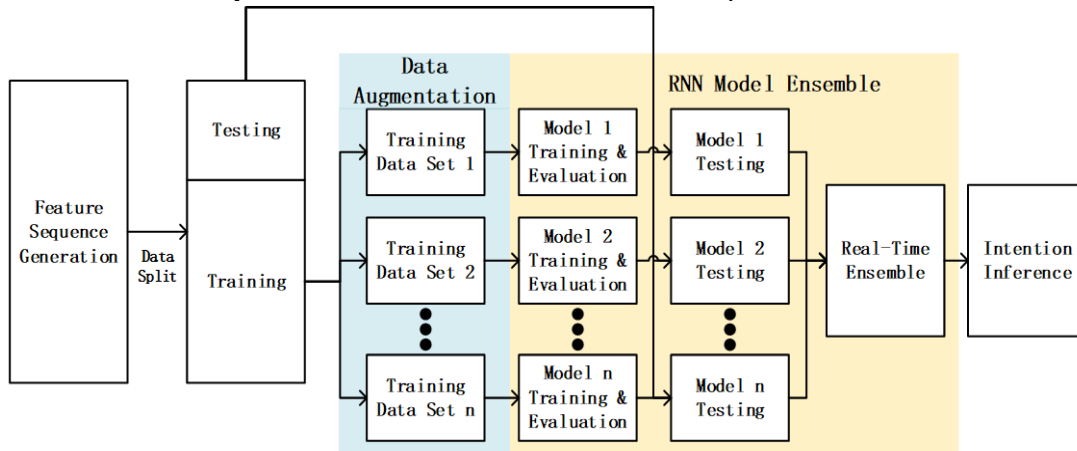 Feature
Sequence
Generation
Data
Split
Testing
Training
Data
Augmentation
Training
Data Set 1
Training
Data Set 2
Training
Data Set n
RNN Model Ensemble
Model 1
Training &
Evaluation
Model 2
Training &
Evaluation
Model n
Training &
Evaluation
Model 1
Testing
Model 2
Testing
Model n
Testing
Real-Time
Ensemble
Intention
Inference